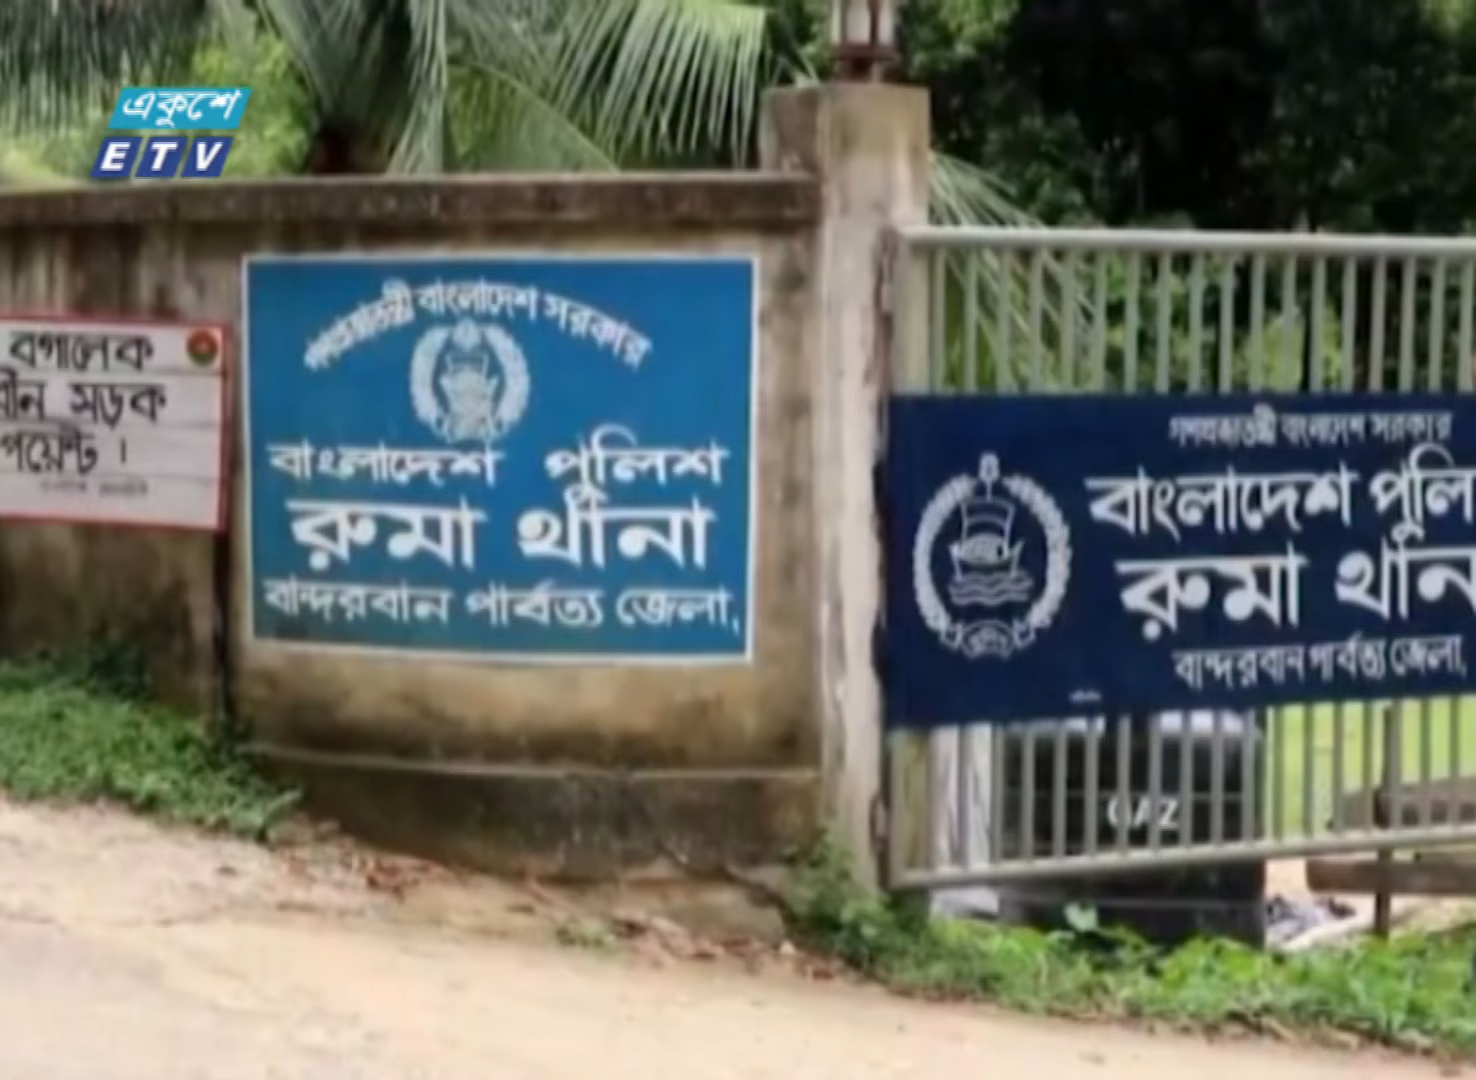 একুশে
ETV
বগালেক
সড়ক
পয়েন্ট।
গণপ্রজাতন্ত্রী বাংলাদেশ সরকার
বাংলাদেশ পুলিশ
রুমা থানা
বান্দরবান পার্বত্য জেলা,
গণপ্রজাতন্ত্রী বাংলাদেশ সরকার
বাংলাদেশ পুলি
রুমা থান
বান্দরবান পার্বত্য জেলা,